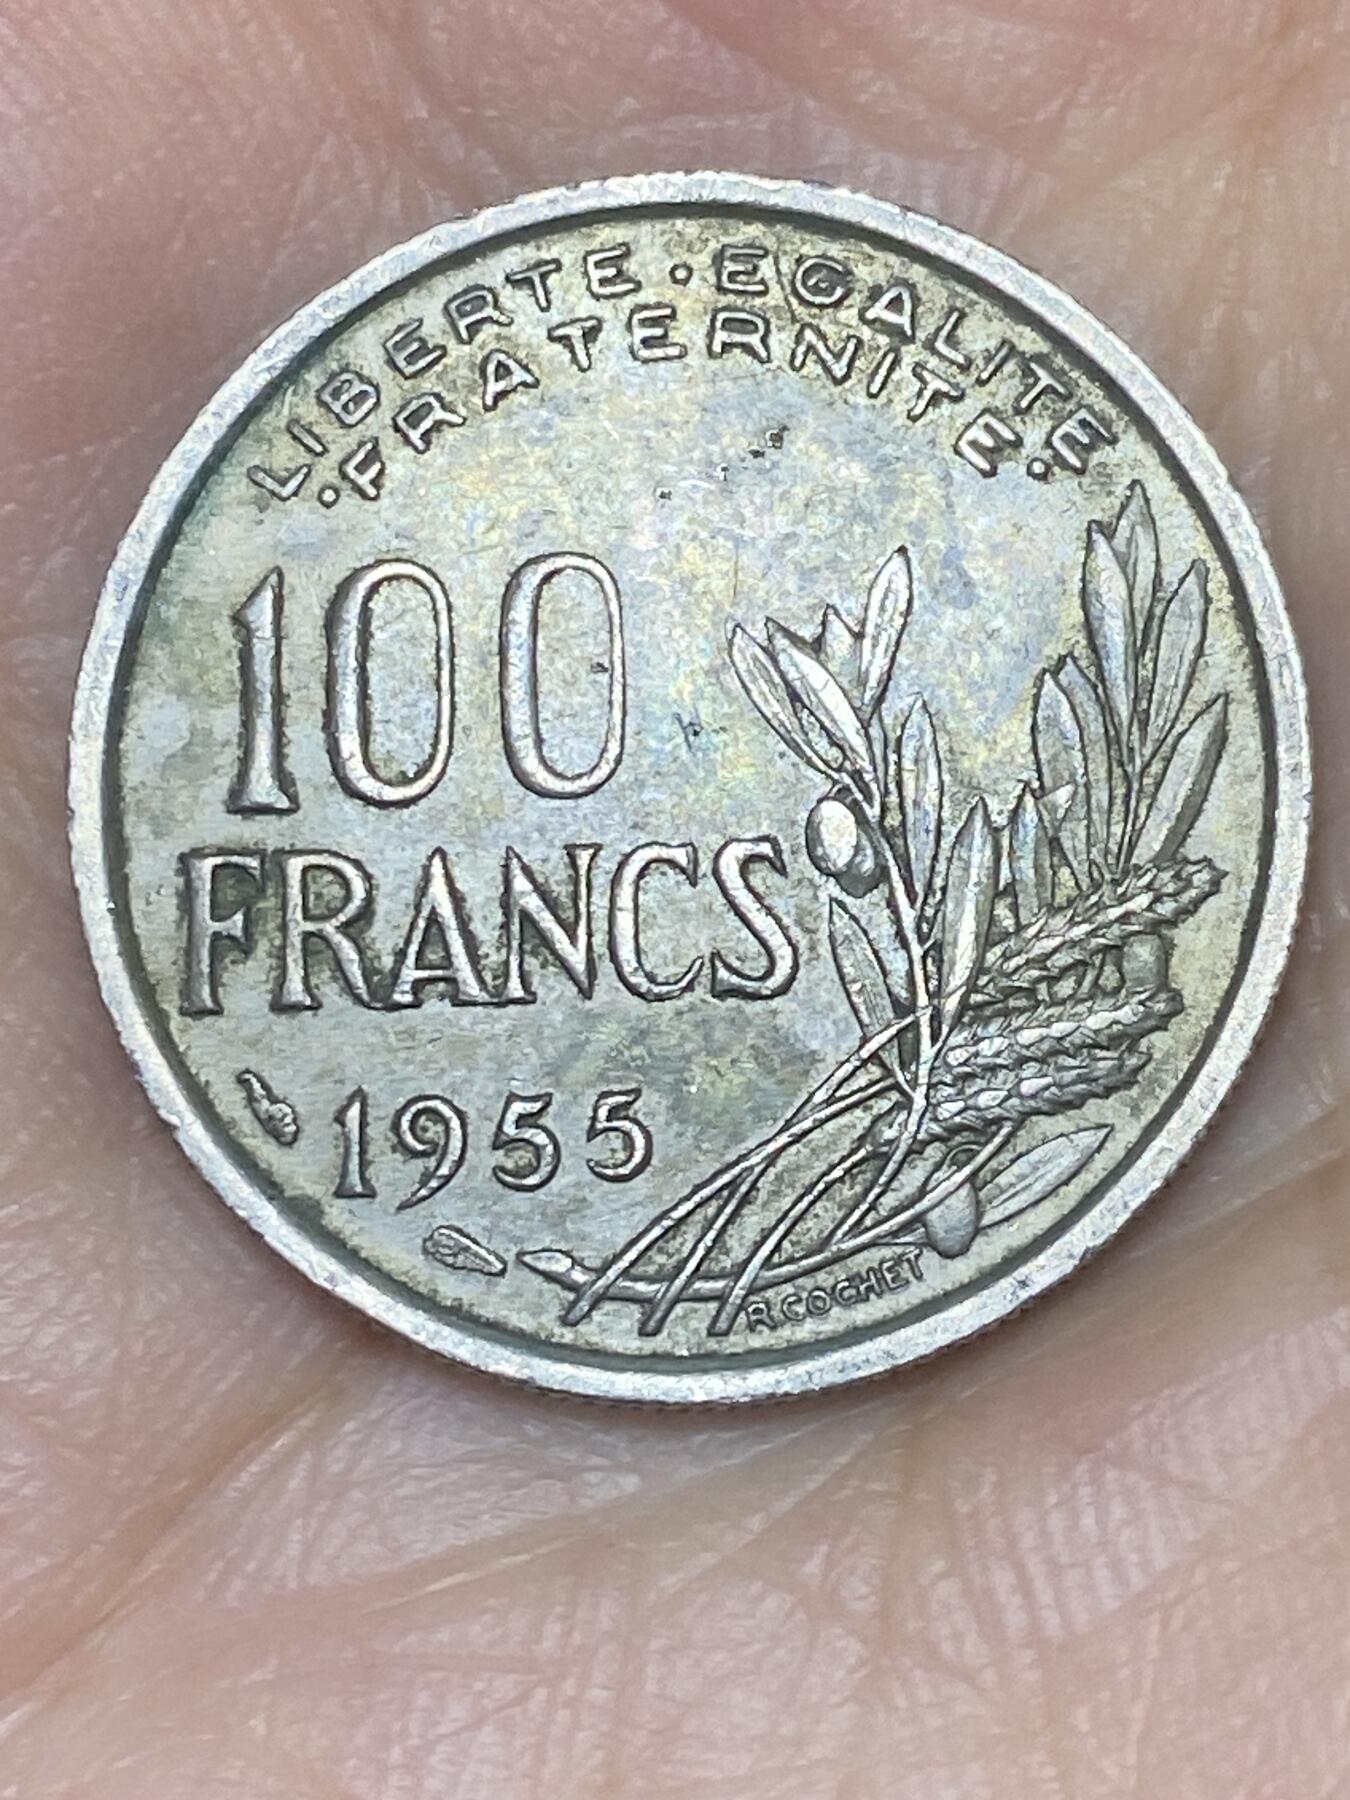 LIBERTE · EGALITE
· FRATERNITE ·
100
FRANCS
1955
R. COCHET